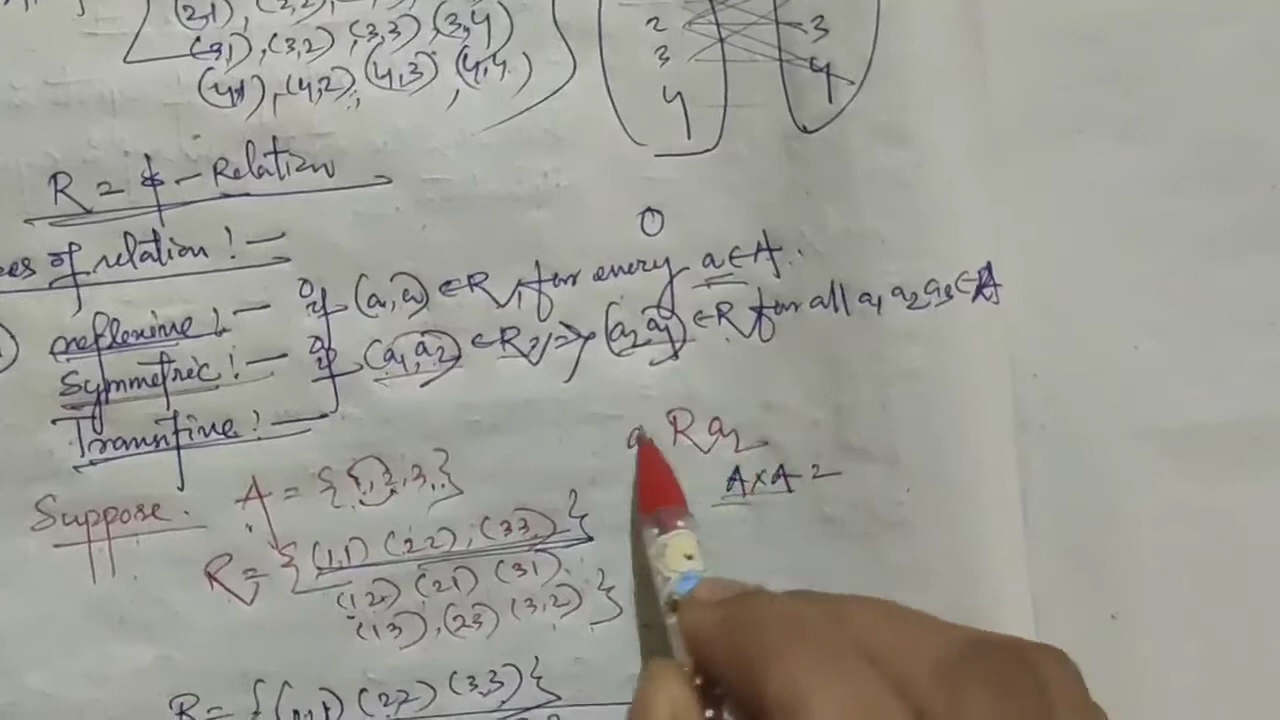 (2,1), (2,2),
(3,1), (3,2), (3,3), (3,4)
(4,1), (4,2), (4,3), (4,4)
2
3
4
3
4
R = ϕ - Relation
es of relation :-
O
reflexive :- If (a, a) ∈ R, for every a ∈ A.
Symmetric :- If (a1, a2) ∈ R, => (a2 a1) ∈ R for all a1 a2 a3 ∈ A
Transitive :-
a R a2
A × A =
Suppose. A = {1, 2, 3,}
R = {(1,1) (2 2), (3 3)}
(1 2) (2 1) (3 1)
(1 3), (2 3) (3, 2) }
R = {(1,1) (2 2) (3,3)}